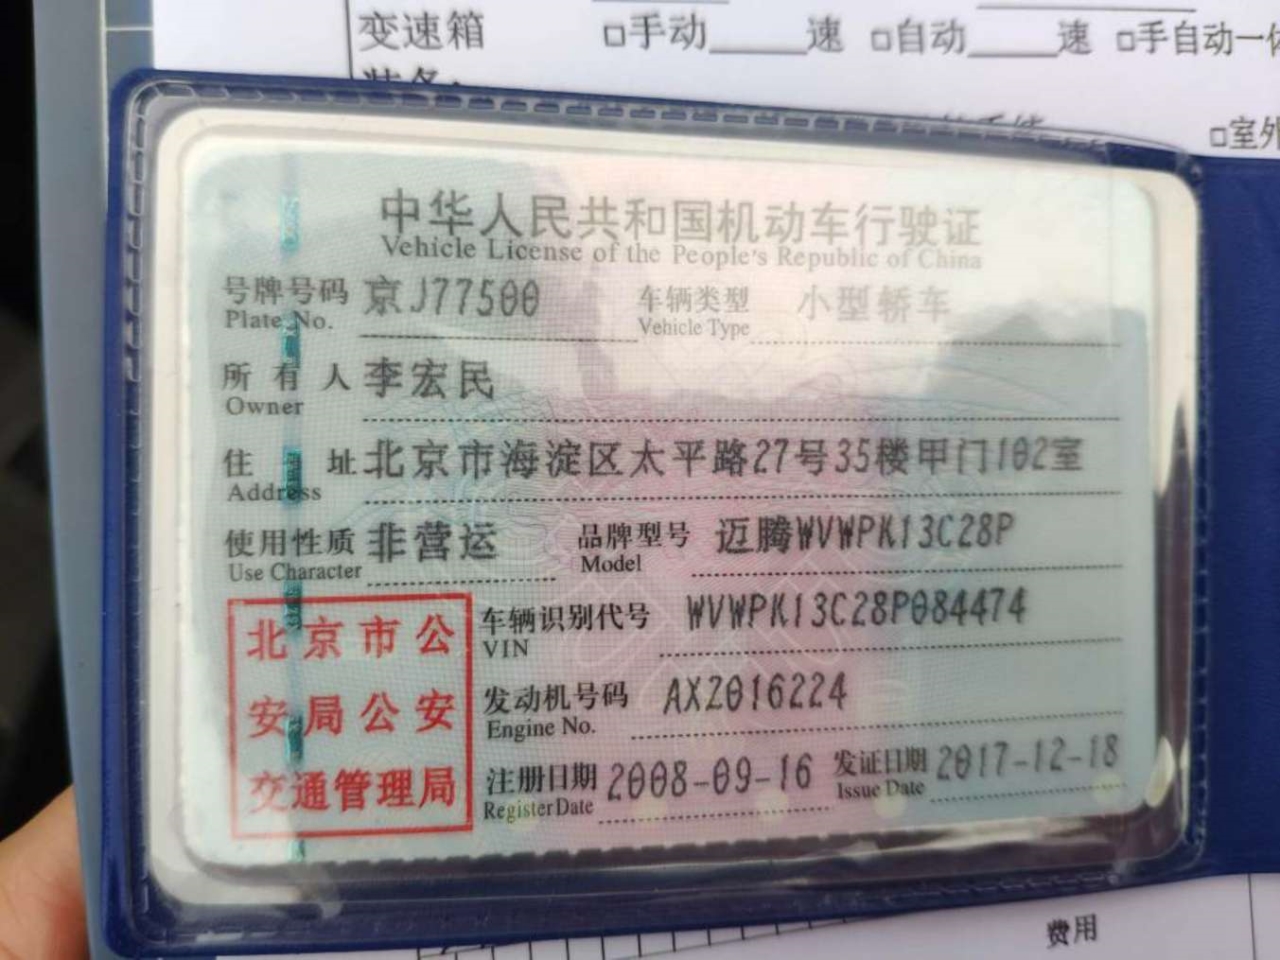 变速箱 □手动____速 □自动____速 □手自动一体
□室外
中华人民共和国机动车行驶证
Vehicle License of the People's Republic of China
号牌号码 京J77500 车辆类型 小型轿车
Plate No. Vehicle Type
所有人 李宏民
Owner
住址 北京市海淀区太平路27号35楼甲门102室
Address
使用性质 非营运 品牌型号 迈腾WVWPK13C28P
Use Character Model
北京市公
安局公安
交通管理局
车辆识别代号 WVWPK13C28P084474
VIN
发动机号码 AX2016224
Engine No.
注册日期 2008-09-16 发证日期 2017-12-18
Register Date Issue Date
费用